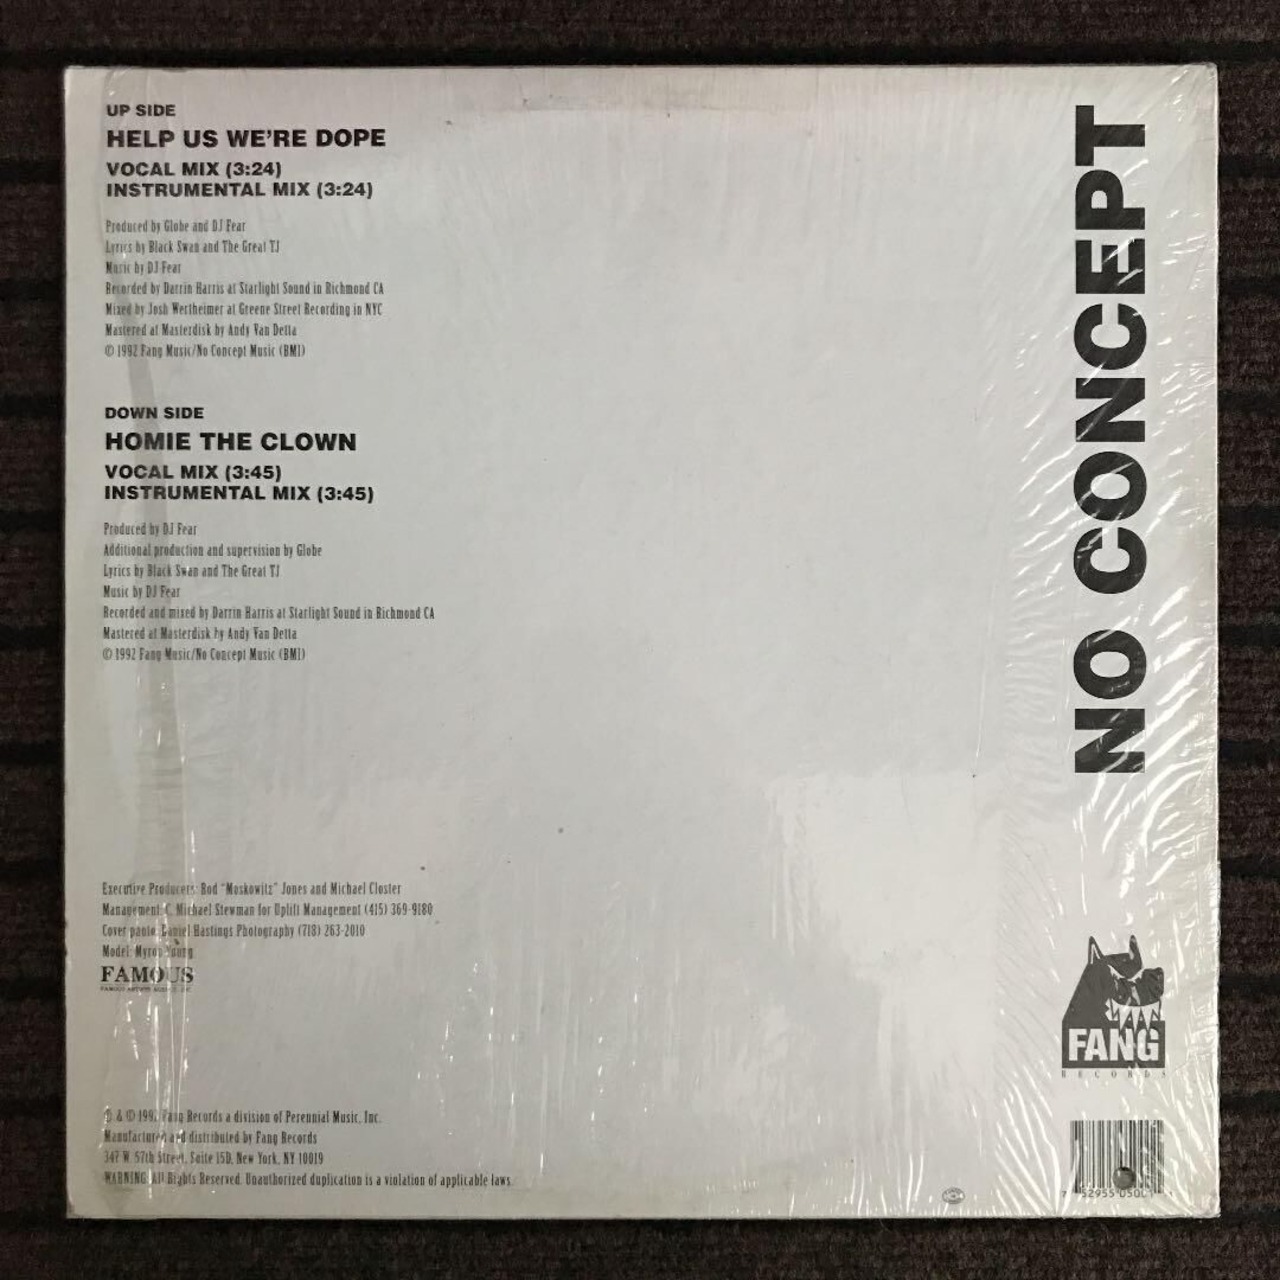 UP SIDE
HELP US WE'RE DOPE
VOCAL MIX (3:24)
INSTRUMENTAL MIX (3:24)
Produced by Globe and DJ Fear
Lyrics by Black Swan and The Great TJ
Music by DJ Fear
Recorded by Darrin Harris at Starlight Sound in Richmond CA
Mixed by Josh Wertheimer at Greene Street Recording in NYC
Mastered at Masterdisk by Andy Van Detta
© 1992 Fang Music/No Concept Music (BMI)
DOWN SIDE
HOMIE THE CLOWN
VOCAL MIX (3:45)
INSTRUMENTAL MIX (3:45)
Produced by DJ Fear
Additional production and supervision by Globe
Lyrics by Black Swan and The Great TJ
Music by DJ Fear
Recorded and mixed by Darrin Harris at Starlight Sound in Richmond CA
Mastered at Masterdisk by Andy Van Detta
© 1992 Fang Music/No Concept Music (BMI)
Executive Producers: Rod "Moskowitz" Jones and Michael Closter
Management: C. Michael Stewman for Uplift Management (415) 369-9180
Cover Daniel Hastings Photography (718) 263-2010
Model: Myron Young
FAMOUS
℗ & © 1992 Fang Records a division of Perennial Music, Inc.
Manufactured and distributed by Fang Records
347 W. 57th Street, Suite 15D, New York, NY 10019
WARNING: All Rights Reserved. Unauthorized duplication is a violation of applicable laws.
NO CONCEPT
FANG
RECORDS
7 52955 05001 1